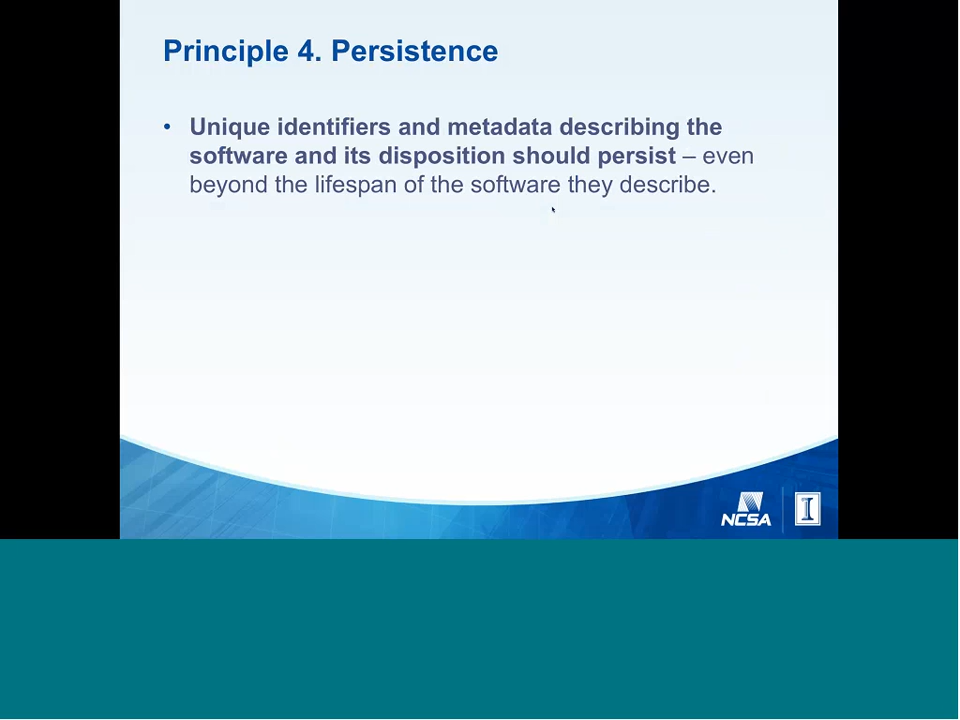 Principle 4. Persistence
• Unique identifiers and metadata describing the
software and its disposition should persist – even
beyond the lifespan of the software they describe.
NCSA
I